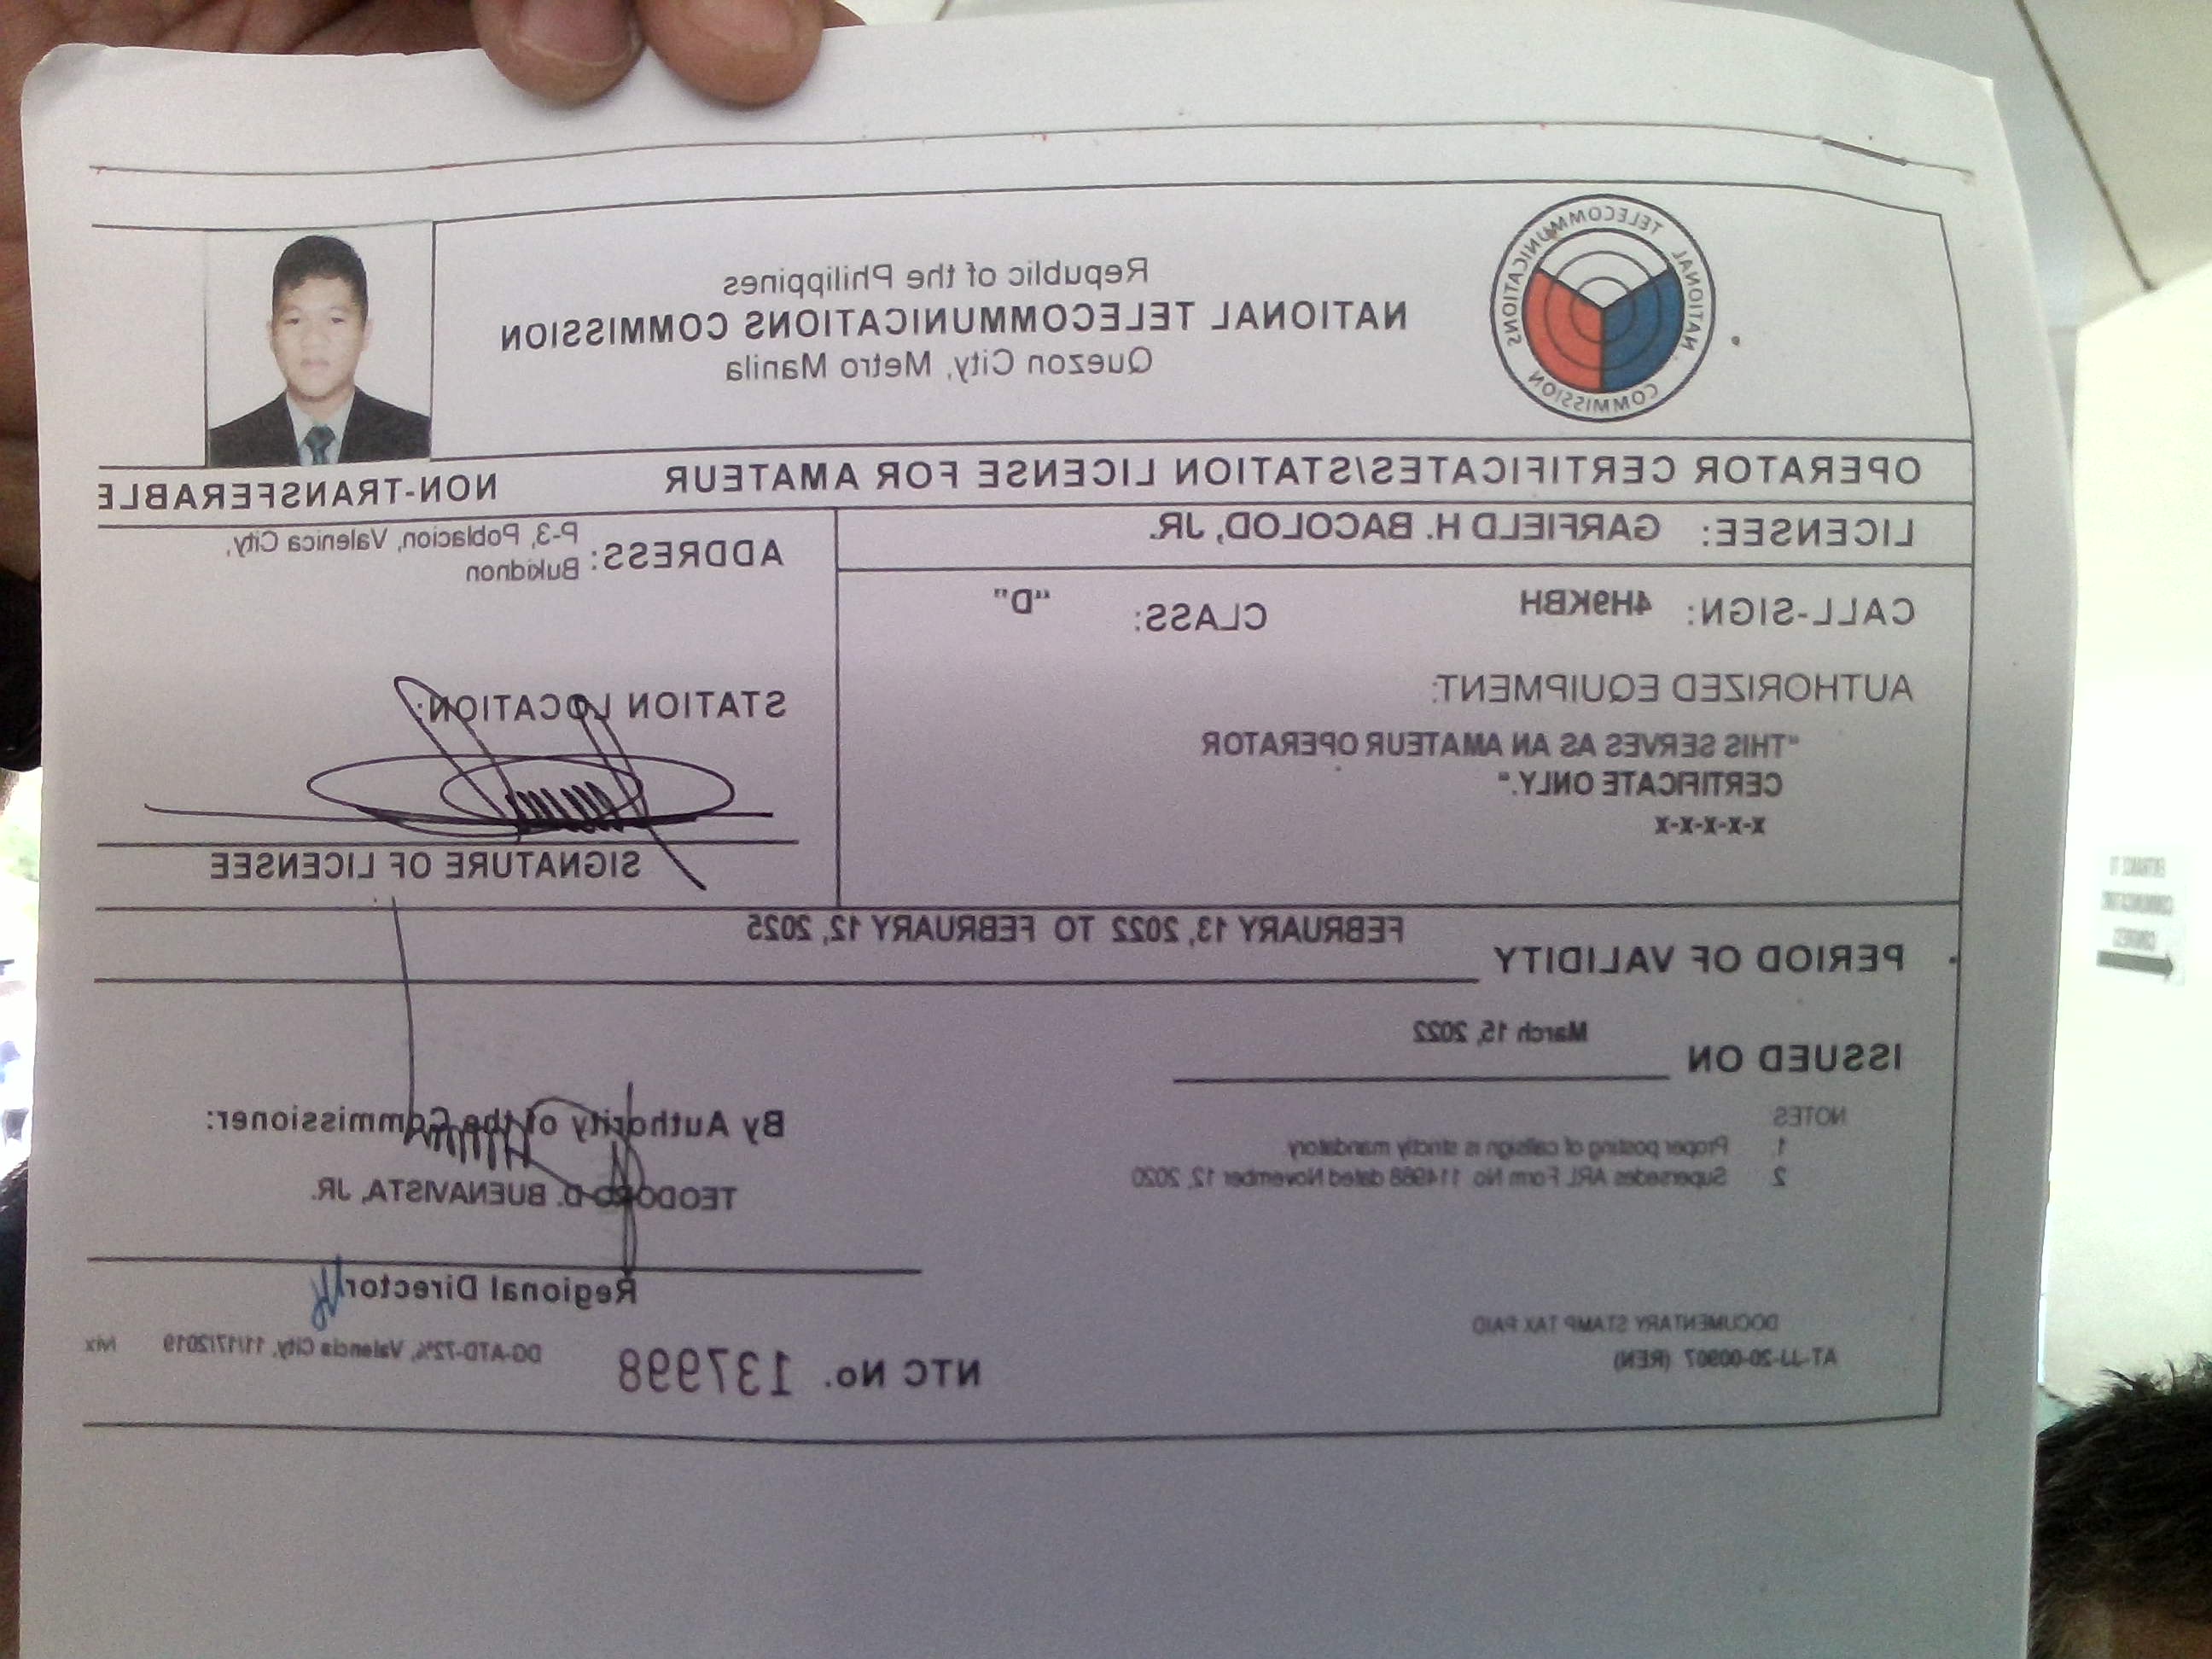 NATIONAL TELECOMMUNICATIONS COMMISSION
Republic of the Philippines
NATIONAL TELECOMMUNICATIONS COMMISSION
Quezon City, Metro Manila
OPERATOR CERTIFICATES/STATION LICENSE FOR AMATEUR
NON-TRANSFERABLE
LICENSEE: GARFIELD H. BACOLOD, JR.
CALL-SIGN: 4H9KBH CLASS: "D"
AUTHORIZED EQUIPMENT:
"THIS SERVES AS AN AMATEUR OPERATOR
CERTIFICATE ONLY."
x-x-x-x-x
ADDRESS: P-3, Poblacion, Valenica City,
Bukidnon
STATION LOCATION:
SIGNATURE OF LICENSEE
PERIOD OF VALIDITY FEBRUARY 13, 2022 TO FEBRUARY 12, 2025
ISSUED ON March 15, 2022
NOTES
1 Proper posting of callsign is strictly mandatory
2 Supersedes ARL Form No. 114968 dated November 12, 2020
By Authority of the Commissioner:
TEODORO D. BUENAVISTA, JR.
Regional Director
DOCUMENTARY STAMP TAX PAID
AT-JJ-20-00907 (REN)
NTC No. 137998
DG-ATD-72%, Valencia City, 11/17/2019
ENTRANCE TO